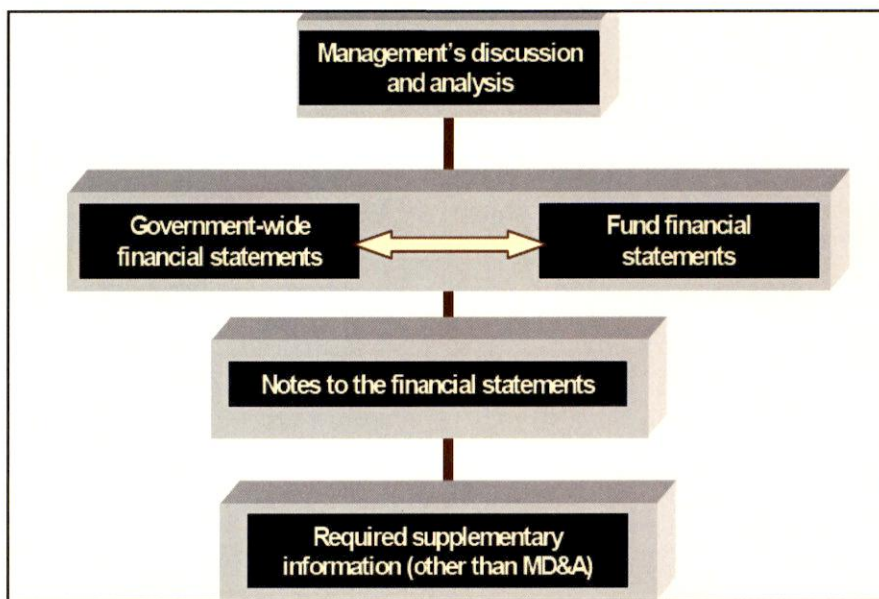 Management's discussion
and analysis
Government-wide
financial statements
Fund financial
statements
Notes to the financial statements
Required supplementary
information (other than MD&A)